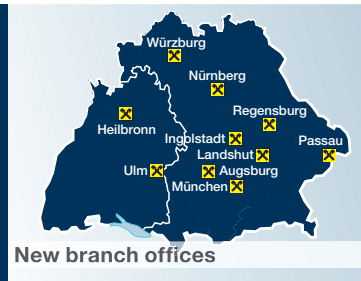 Würzburg
Nürnberg
Regensburg
Heilbronn
Ingolstadt
Passau
Landshut
Ulm
Augsburg
München
New branch offices